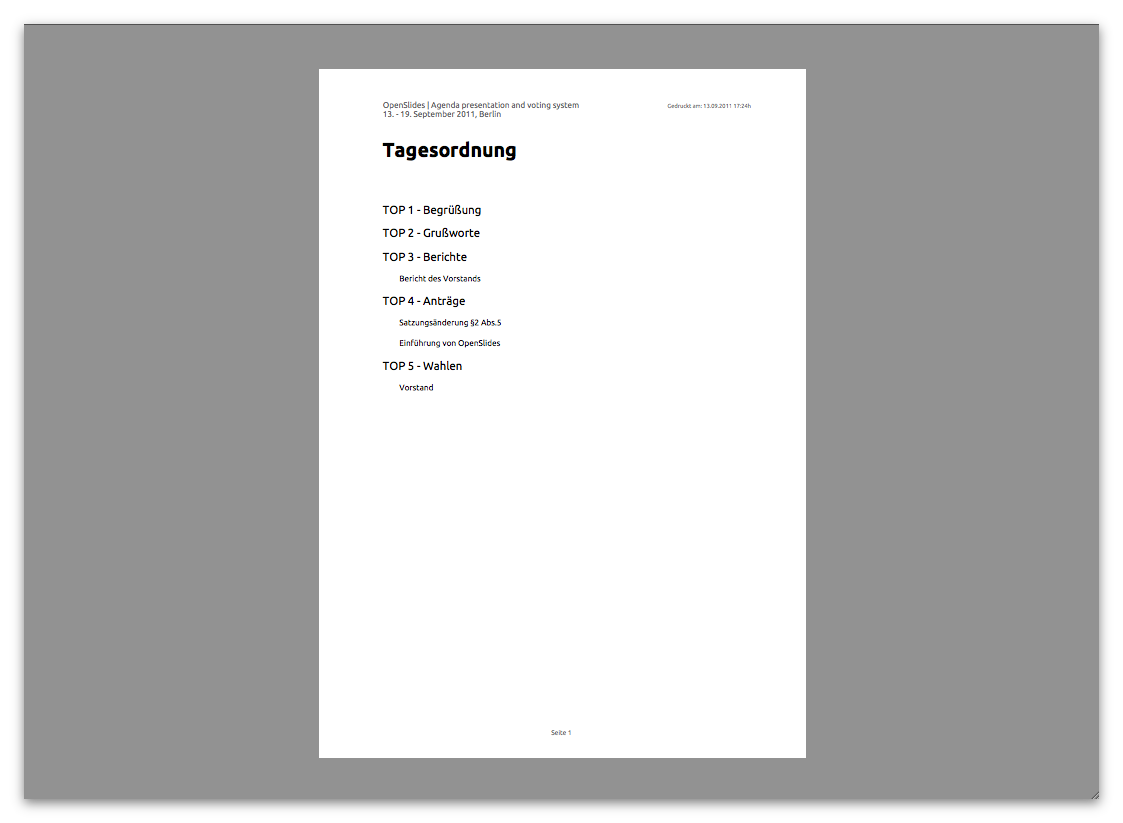 OpenSlides | Agenda presentation and voting system
Gedruckt am: 13.09.2011 17:24h
13. - 19. September 2011, Berlin
Tagesordnung
TOP 1 - Begrüßung
TOP 2 - Grußworte
TOP 3 - Berichte
Bericht des Vorstands
TOP 4 - Anträge
Satzungsänderung §2 Abs.5
Einführung von OpenSlides
TOP 5 - Wahlen
Vorstand
Seite 1